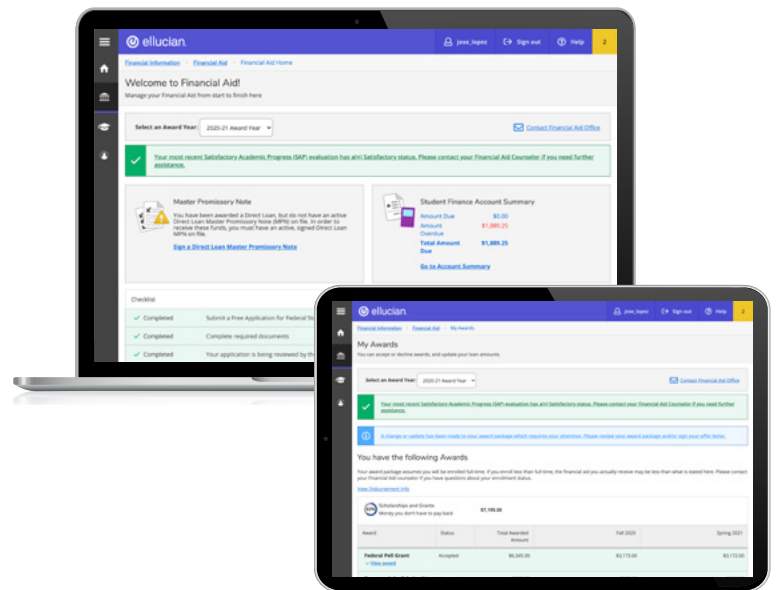 ellucian.
jose_lopez
Sign out
Help
2
Financial Information
Financial Aid
Financial Aid Home
Welcome to Financial Aid!
Manage your Financial Aid from start to finish here
Select an Award Year:
2020-21 Award Year
Contact Financial Aid Office
Your most recent Satisfactory Academic Progress (SAP) evaluation has a\n\ Satisfactory status. Please contact your Financial Aid Counselor if you need further
assistance.
Master Promissory Note
You have been awarded a Direct Loan, but do not have an active
Direct Loan Master Promissory Note (MPN) on file. In order to
receive these funds, you must have an active, signed Direct Loan
MPN on file.
Sign a Direct Loan Master Promissory Note
Student Finance Account Summary
Amount Due $0.00
Amount $1,889.25
Overdue
Total Amount $1,889.25
Due
Go to Account Summary
Checklist
Completed Submit a Free Application for Federal St
Completed Complete required documents
Completed Your application is being reviewed by th
ellucian.
jose_lopez
Sign out
Help
2
Financial Information
Financial Aid
My Awards
My Awards
You can accept or decline awards, and update your loan amounts.
Select an Award Year:
2020-21 Award Year
Contact Financial Aid Office
Your most recent Satisfactory Academic Progress (SAP) evaluation has a\n\ Satisfactory status. Please contact your Financial Aid Counselor if you need further
assistance.
A change or update has been made to your award package which requires your attention. Please review your award package and/or sign your offer letter.
You have the following Awards
Your award package assumes you will be enrolled full-time. If you enroll less than full-time, the financial aid you actually receive may be less than what is stated here. Please contact
your Financial Aid counselor if you have questions about your enrollment status.
View Disbursement Info
Scholarships and Grants
Money you don't have to pay back
Award Status Total Awarded Fall 2020 Spring 2021
Amount
Federal Pell Grant Accepted $6,345.00 $3,173.00 $3,172.00
View award